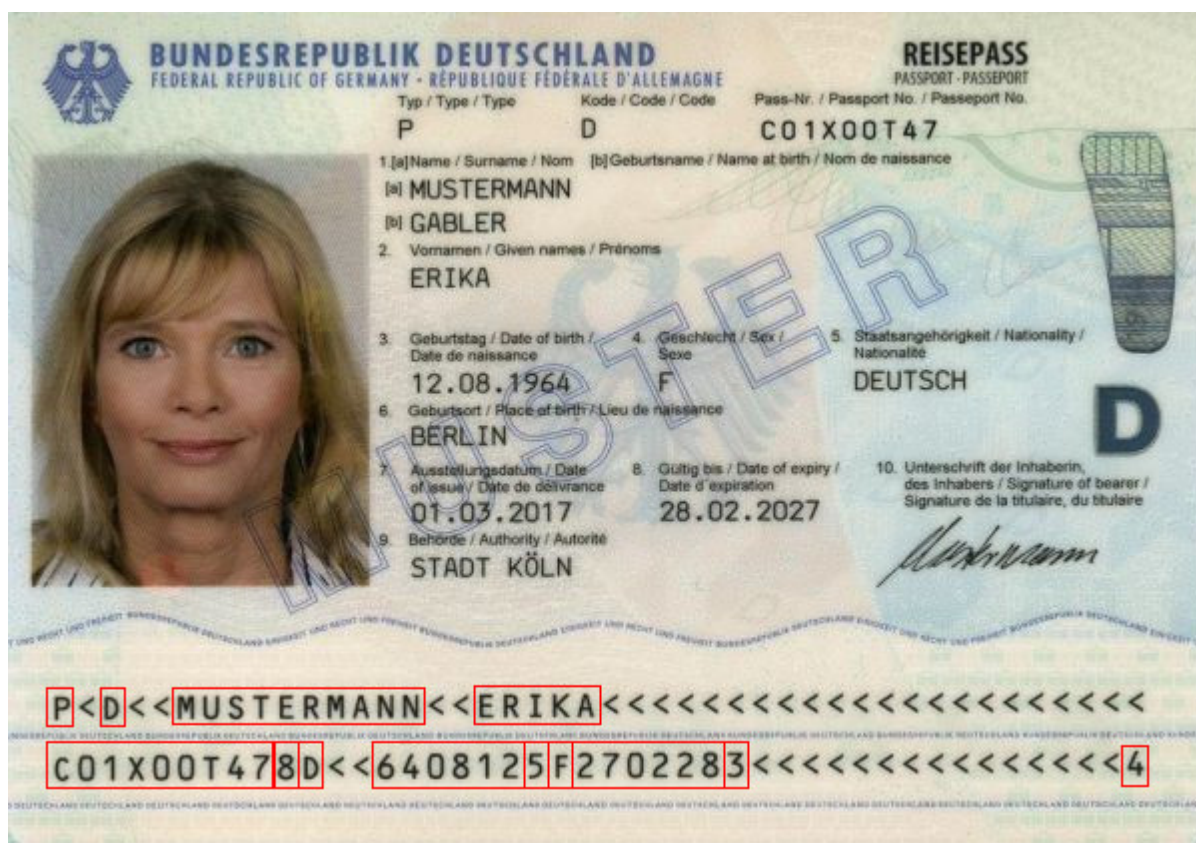 BUNDESREPUBLIK DEUTSCHLAND
FEDERAL REPUBLIC OF GERMANY • RÉPUBLIQUE FÉDÉRALE D'ALLEMAGNE
REISEPASS
PASSPORT · PASSEPORT
Typ / Type / Type Kode / Code / Code Pass-Nr. / Passport No. / Passeport No.
P D C01X00T47
1.[a]Name / Surname / Nom [b]Geburtsname / Name at birth / Nom de naissance
[a] MUSTERMANN
[b] GABLER
2. Vornamen / Given names / Prénoms
ERIKA
3. Geburtstag / Date of birth / Date de naissance
12.08.1964
4. Geschlecht / Sex / Sexe
F
5. Staatsangehörigkeit / Nationality / Nationalité
DEUTSCH
6. Geburtsort / Place of birth / Lieu de naissance
BERLIN
D
7. Ausstellungsdatum / Date of issue / Date de délivrance
01.03.2017
8. Gültig bis / Date of expiry / Date d'expiration
28.02.2027
9. Behörde / Authority / Autorité
STADT KÖLN
10. Unterschrift der Inhaberin, des Inhabers / Signature of bearer / Signature de la titulaire, du titulaire
Mustermann
MUSTER
P<D<<MUSTERMANN<<ERIKA<<<<<<<<<<<<<<<<<<<<<<
C01X00T478D<<6408125F2702283<<<<<<<<<<<<<<<4